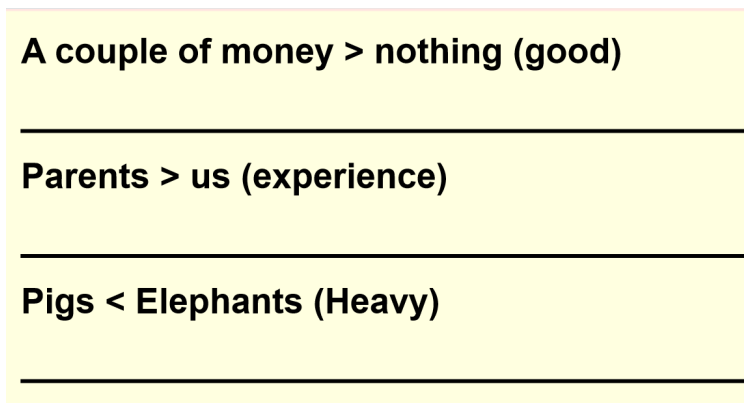 A couple of money > nothing (good)
Parents > us (experience)
Pigs < Elephants (Heavy)